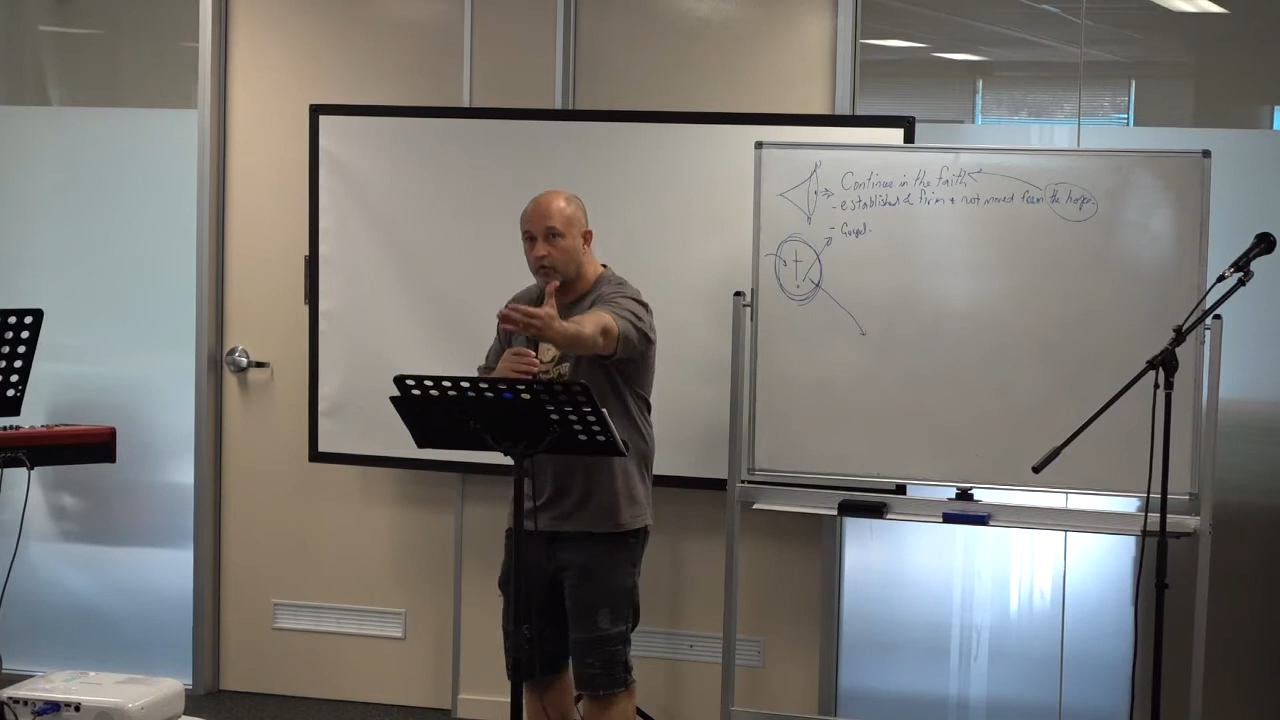 Continue in the faith
- established & firm + not moved from the hope.
- Gospel.